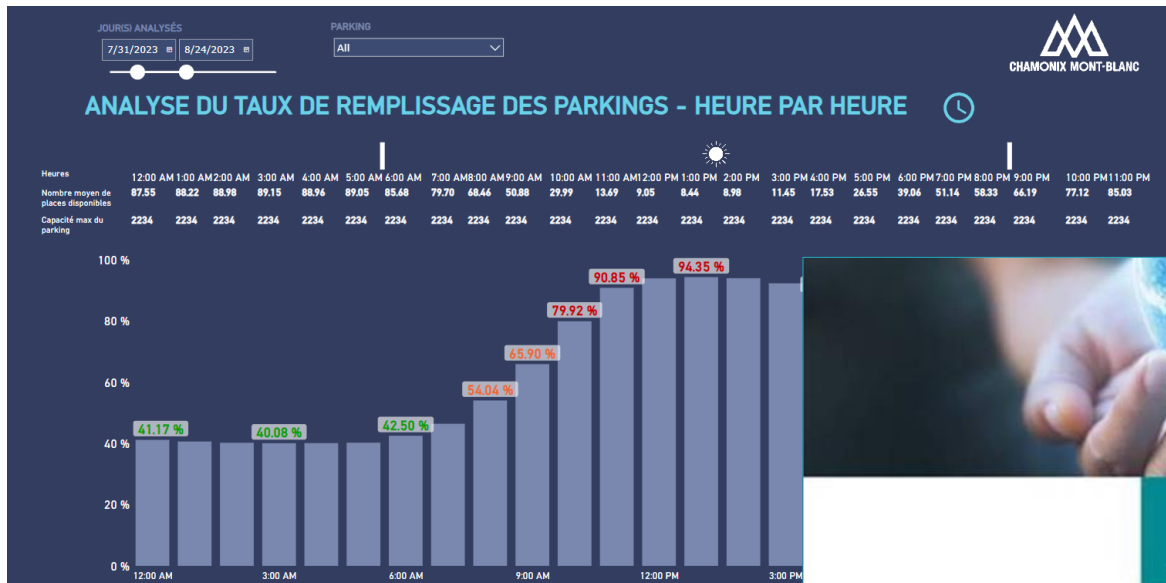 JOUR(S) ANALYSÉS
PARKING
7/31/2023 8/24/2023
All
CHAMONIX MONT-BLANC
ANALYSE DU TAUX DE REMPLISSAGE DES PARKINGS - HEURE PAR HEURE
Heures 12:00 AM 1:00 AM 2:00 AM 3:00 AM 4:00 AM 5:00 AM 6:00 AM 7:00 AM 8:00 AM 9:00 AM 10:00 AM 11:00 AM 12:00 PM 1:00 PM 2:00 PM 3:00 PM 4:00 PM 5:00 PM 6:00 PM 7:00 PM 8:00 PM 9:00 PM 10:00 PM 11:00 PM
Nombre moyen de
places disponibles
87.55 88.22 88.98 89.15 88.96 89.05 85.68 79.70 68.46 50.88 29.99 13.69 9.05 8.44 8.98 11.45 17.53 26.55 39.06 51.14 58.33 66.19 77.12 85.03
Capacité max du
parking
2234 2234 2234 2234 2234 2234 2234 2234 2234 2234 2234 2234 2234 2234 2234 2234 2234 2234 2234 2234 2234 2234 2234 2234
100 %
94.35 %
90.85 %
80 %
79.92 %
65.90 %
60 %
54.04 %
42.50 %
41.17 %
40.08 %
40 %
20 %
0 %
12:00 AM 3:00 AM 6:00 AM 9:00 AM 12:00 PM 3:00 PM